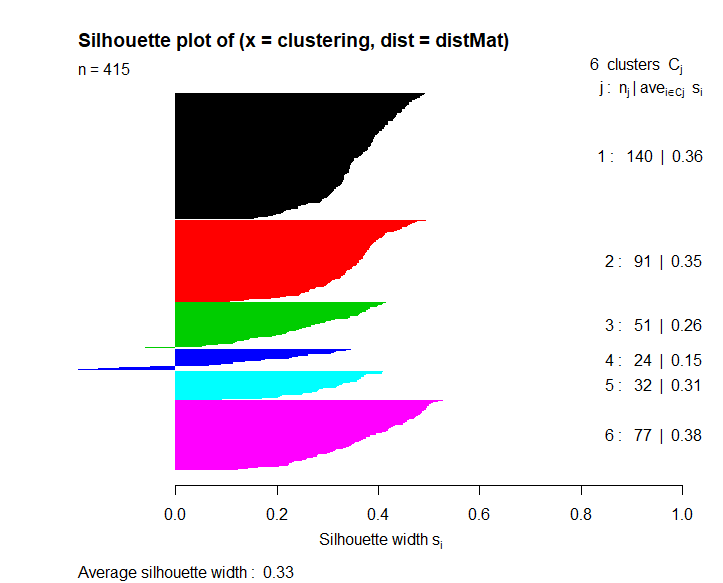 Silhouette plot of (x = clustering, dist = distMat)
n = 415
6 clusters Cj
j : nj | avei∈Cj si
1 : 140 | 0.36
2 : 91 | 0.35
3 : 51 | 0.26
4 : 24 | 0.15
5 : 32 | 0.31
6 : 77 | 0.38
0.0 0.2 0.4 0.6 0.8 1.0
Silhouette width si
Average silhouette width : 0.33